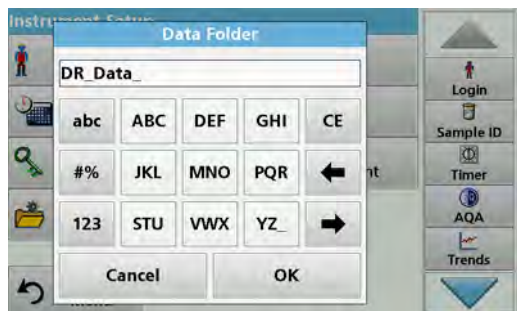 Instrument Setup
Data Folder
DR_Data_
abc ABC DEF GHI CE
#% JKL MNO PQR
123 STU VWX YZ_
Cancel OK
Menu
Login
Sample ID
Timer
AQA
Trends